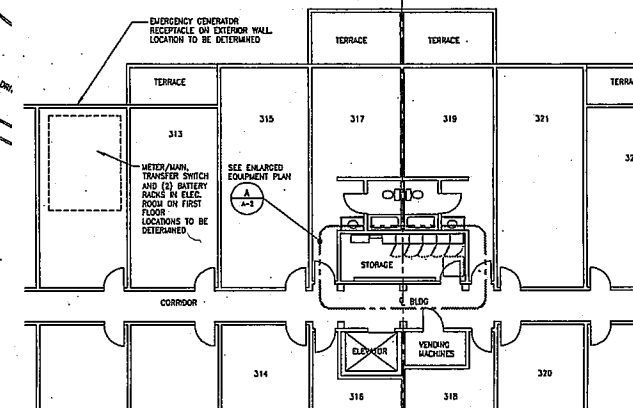 EMERGENCY GENERATOR
RECEPTACLE ON EXTERIOR WALL.
LOCATION TO BE DETERMINED
TERRACE
TERRACE
TERRACE
TERRA
313
315
317
319
321
32
METER/MAIN,
TRANSFER SWITCH
AND (2) BATTERY
RACKS IN ELEC.
ROOM ON FIRST
FLOOR
LOCATIONS TO BE
DETERMINED
SEE ENLARGED
EQUIPMENT PLAN
A
A-2
STORAGE
CORRIDOR
BLDG
ELEVATOR
VENDING
MACHINES
314
316
318
320